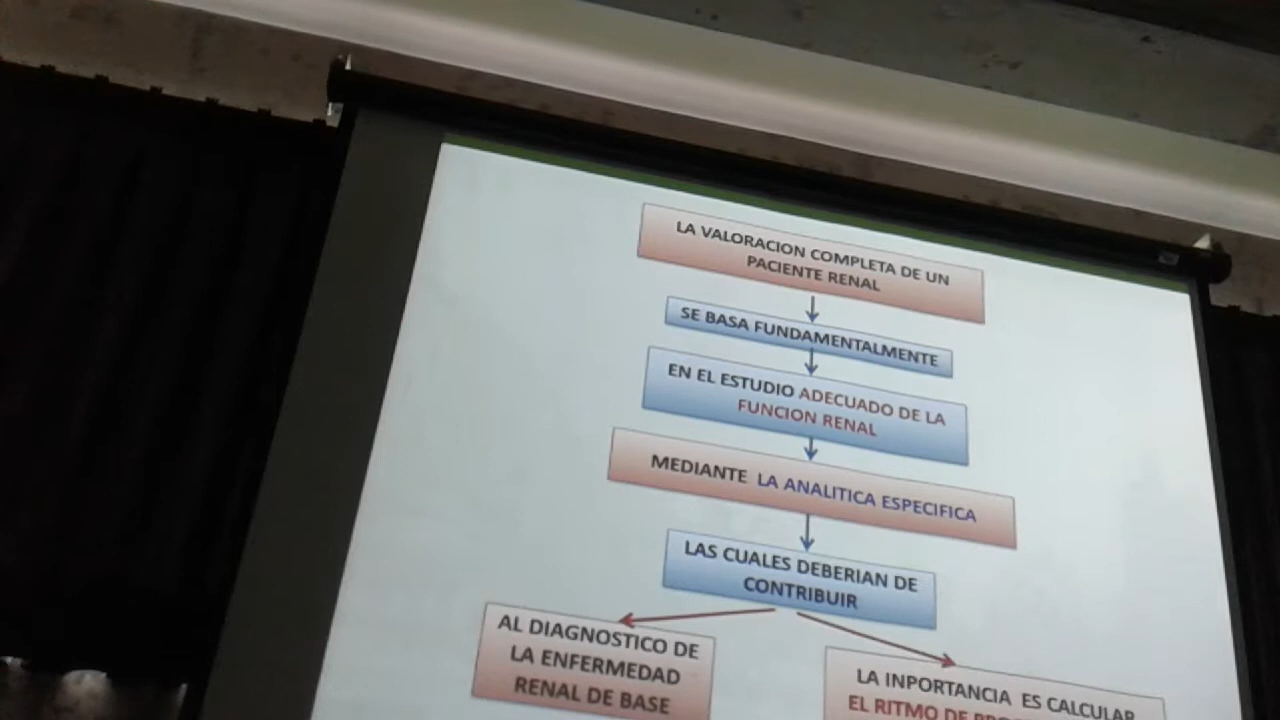 LA VALORACION COMPLETA DE UN
PACIENTE RENAL
SE BASA FUNDAMENTALMENTE
EN EL ESTUDIO ADECUADO DE LA
FUNCION RENAL
MEDIANTE LA ANALITICA ESPECIFICA
LAS CUALES DEBERIAN DE
CONTRIBUIR
AL DIAGNOSTICO DE
LA ENFERMEDAD
RENAL DE BASE
LA INPORTANCIA ES CALCULAR
EL RITMO DE